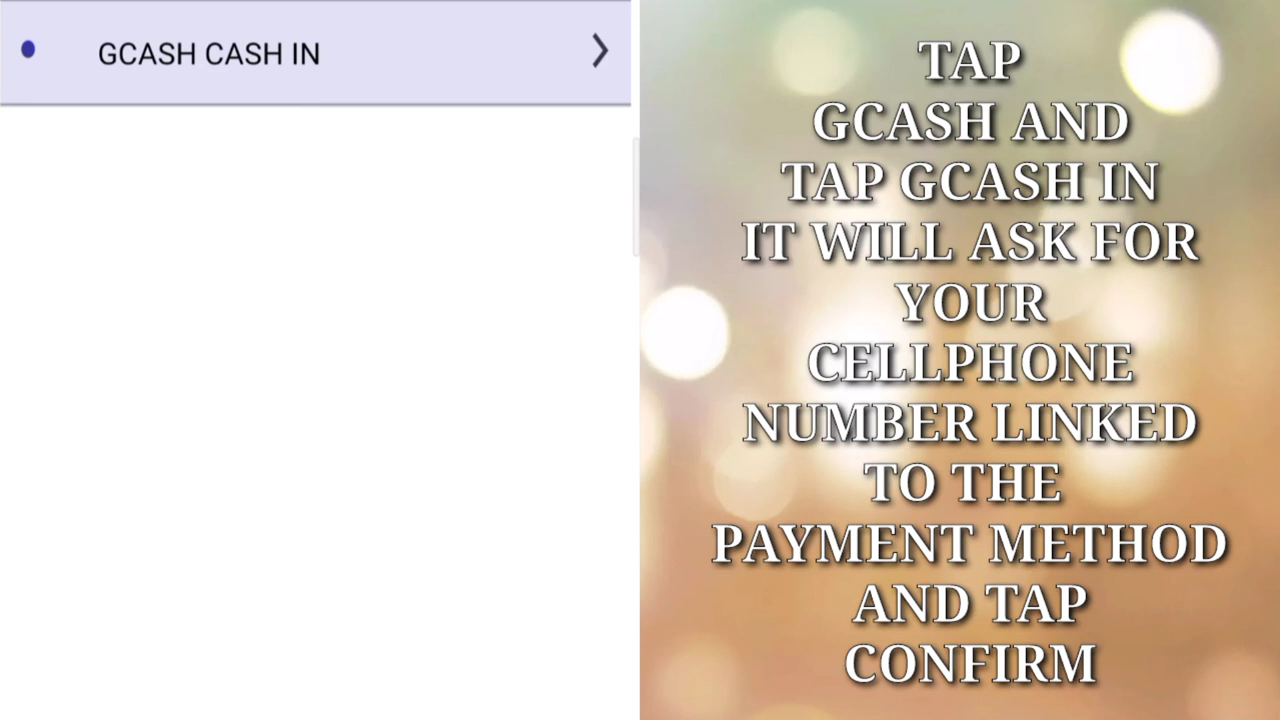 GCASH CASH IN
TAP
GCASH AND
TAP GCASH IN
IT WILL ASK FOR
YOUR
CELLPHONE
NUMBER LINKED
TO THE
PAYMENT METHOD
AND TAP
CONFIRM